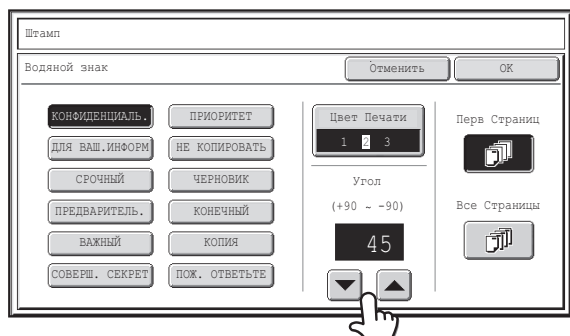 Штамп
Водяной знак
Отменить
OK
КОНФИДЕНЦИАЛЬ.
ПРИОРИТЕТ
ДЛЯ ВАШ.ИНФОРМ
НЕ КОПИРОВАТЬ
СРОЧНЫЙ
ЧЕРНОВИК
ПРЕДВАРИТЕЛЬ.
КОНЕЧНЫЙ
ВАЖНЫЙ
КОПИЯ
СОВЕРШ. СЕКРЕТ
ПОЖ. ОТВЕТЬТЕ
Цвет Печати
1 2 3
Угол
(+90 ~ -90)
45
Перв Страниц
Все Страницы